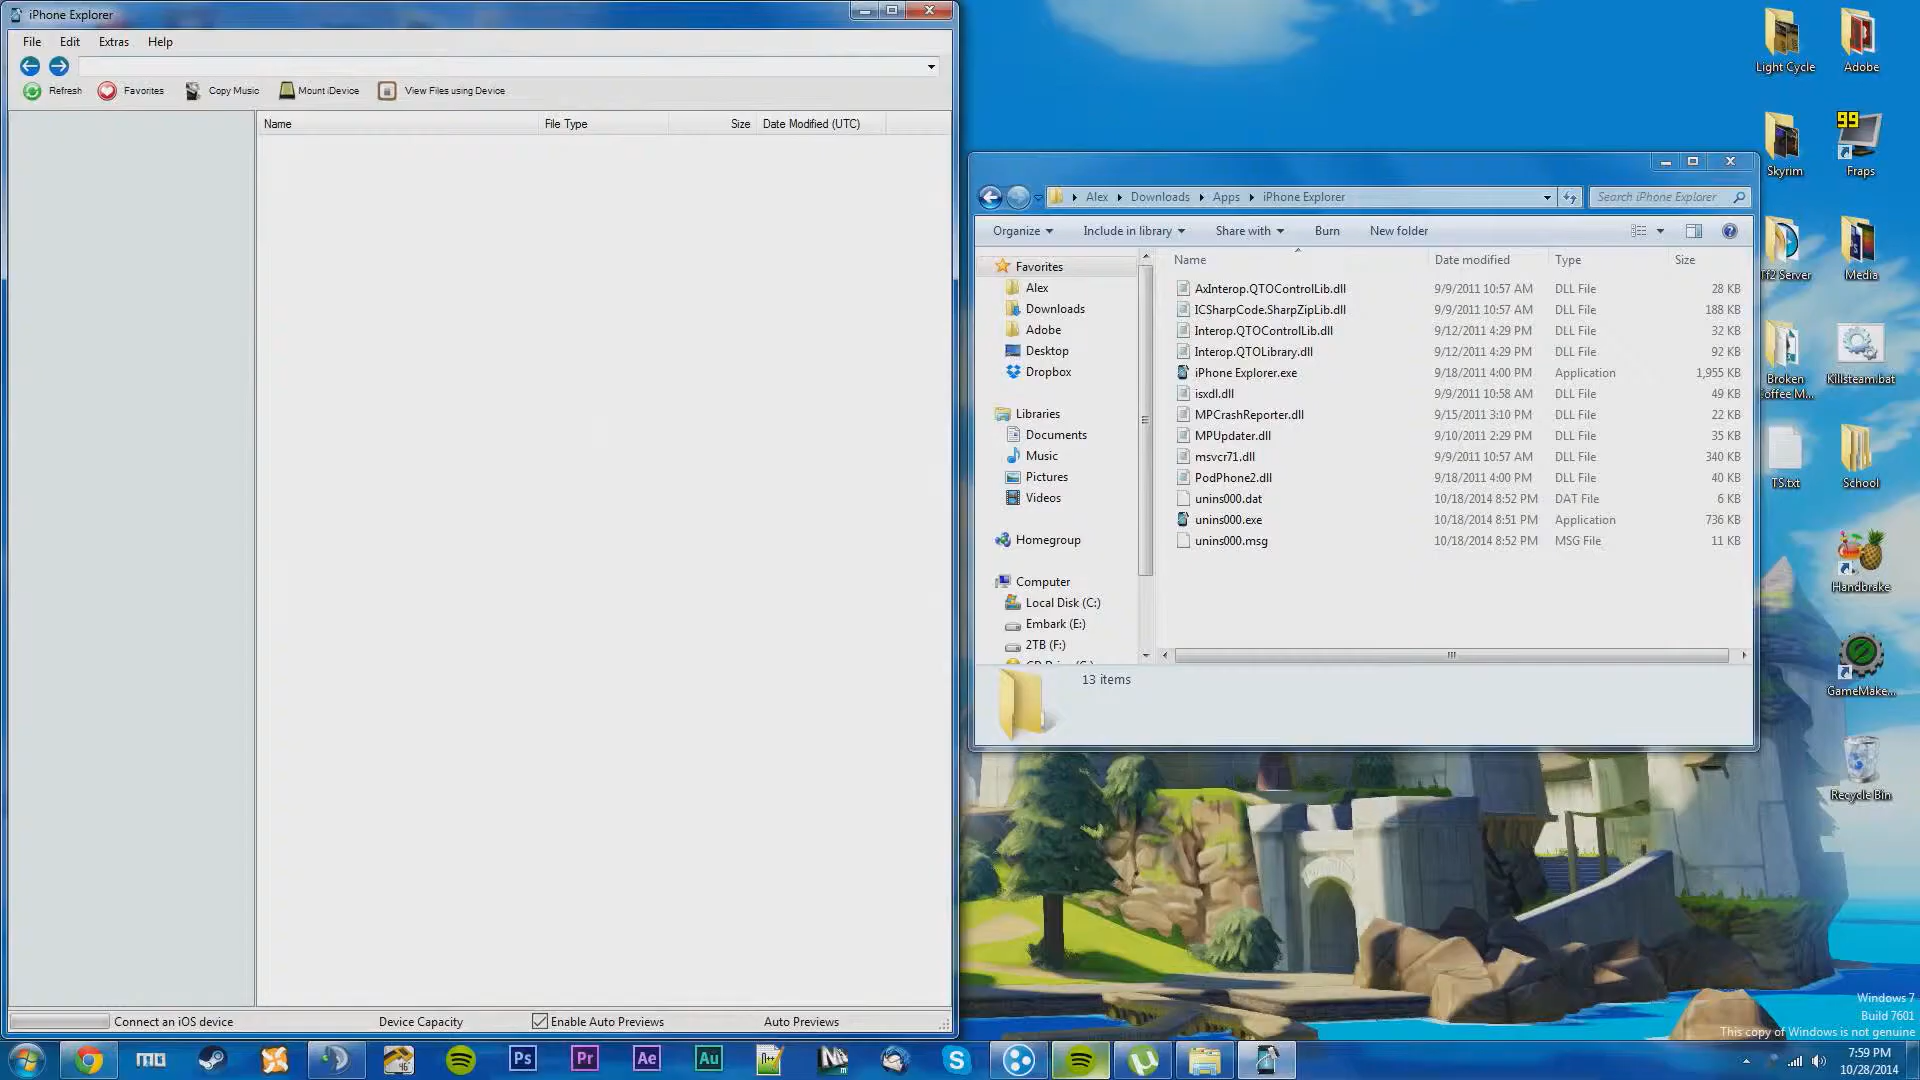 iPhone Explorer
File Edit Extras Help
Refresh Favorites Copy Music Mount iDevice View Files using Device
Name File Type Size Date Modified (UTC)
Connect an iOS device Device Capacity Enable Auto Previews Auto Previews
Alex Downloads Apps iPhone Explorer Search iPhone Explorer
Organize Include in library Share with Burn New folder
Favorites
Alex
Downloads
Adobe
Desktop
Dropbox
Libraries
Documents
Music
Pictures
Videos
Homegroup
Computer
Local Disk (C:)
Embark (E:)
2TB (F:)
Name Date modified Type Size
AxInterop.QTOControlLib.dll 9/9/2011 10:57 AM DLL File 28 KB
ICSharpCode.SharpZipLib.dll 9/9/2011 10:57 AM DLL File 188 KB
Interop.QTOControlLib.dll 9/12/2011 4:29 PM DLL File 32 KB
Interop.QTOLibrary.dll 9/12/2011 4:29 PM DLL File 92 KB
iPhone Explorer.exe 9/18/2011 4:00 PM Application 1,955 KB
isxdl.dll 9/9/2011 10:58 AM DLL File 49 KB
MPCrashReporter.dll 9/15/2011 3:10 PM DLL File 22 KB
MPUpdater.dll 9/10/2011 2:29 PM DLL File 35 KB
msvcr71.dll 9/9/2011 10:57 AM DLL File 340 KB
PodPhone2.dll 9/18/2011 4:00 PM DLL File 40 KB
unins000.dat 10/18/2014 8:52 PM DAT File 6 KB
unins000.exe 10/18/2014 8:51 PM Application 736 KB
unins000.msg 10/18/2014 8:52 PM MSG File 11 KB
13 items
Light Cycle Adobe
99
Skyrim Fraps
Tf2 Server Media
Broken
Coffee M... Killsteam.bat
TS.txt School
Handbrake
GameMake...
Recycle Bin
Windows 7
Build 7601
This copy of Windows is not genuine
Ps Pr Ae Au
7:59 PM
10/28/2014